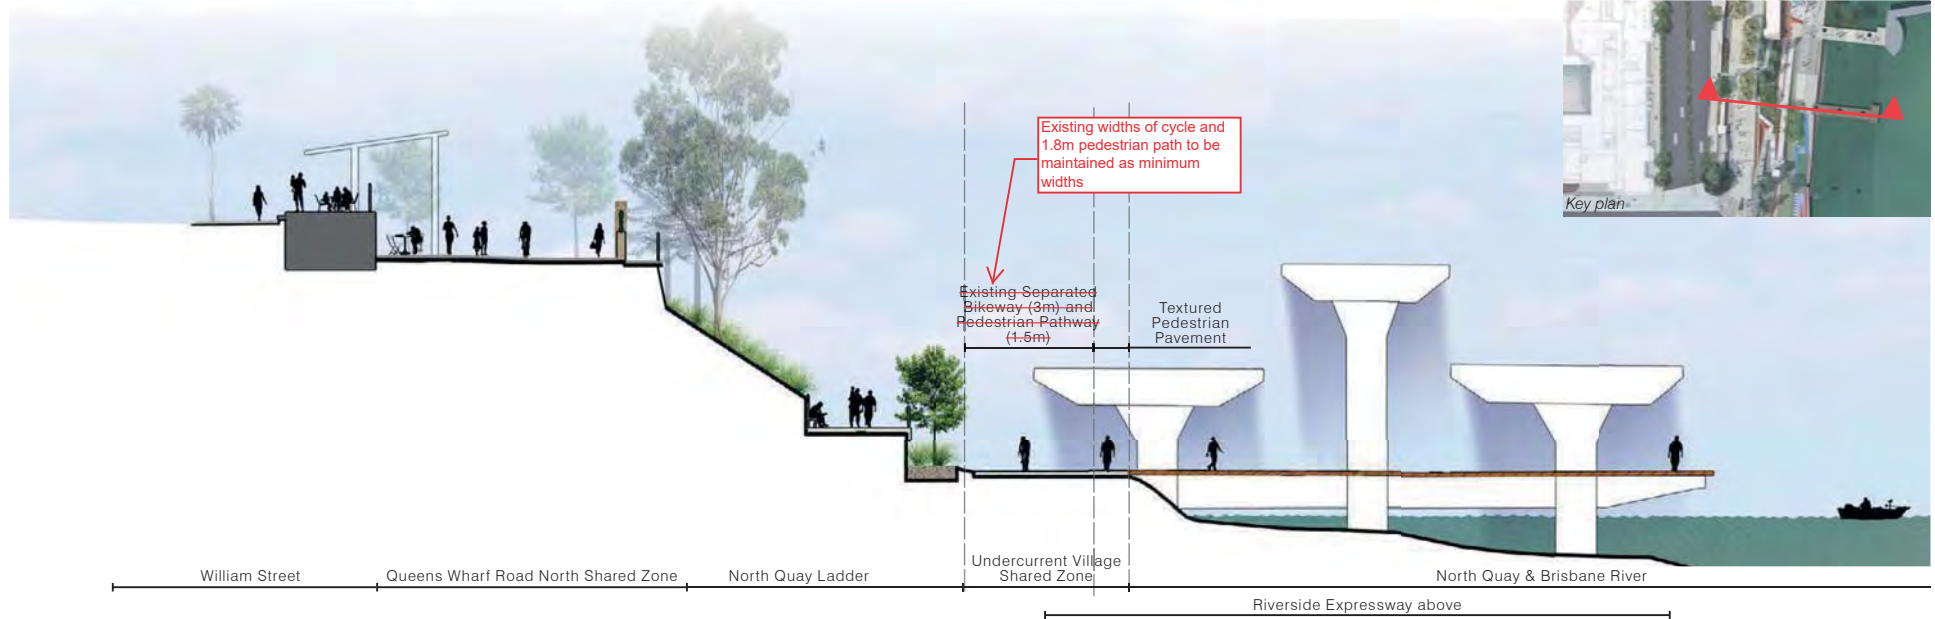 Existing widths of cycle and
1.8m pedestrian path to be
maintained as minimum
widths
Key plan
Existing Separated
Bikeway (3m) and
Pedestrian Pathway
(1.5m)
Textured
Pedestrian
Pavement
William Street
Queens Wharf Road North Shared Zone
North Quay Ladder
Undercurrent Village
Shared Zone
North Quay & Brisbane River
Riverside Expressway above